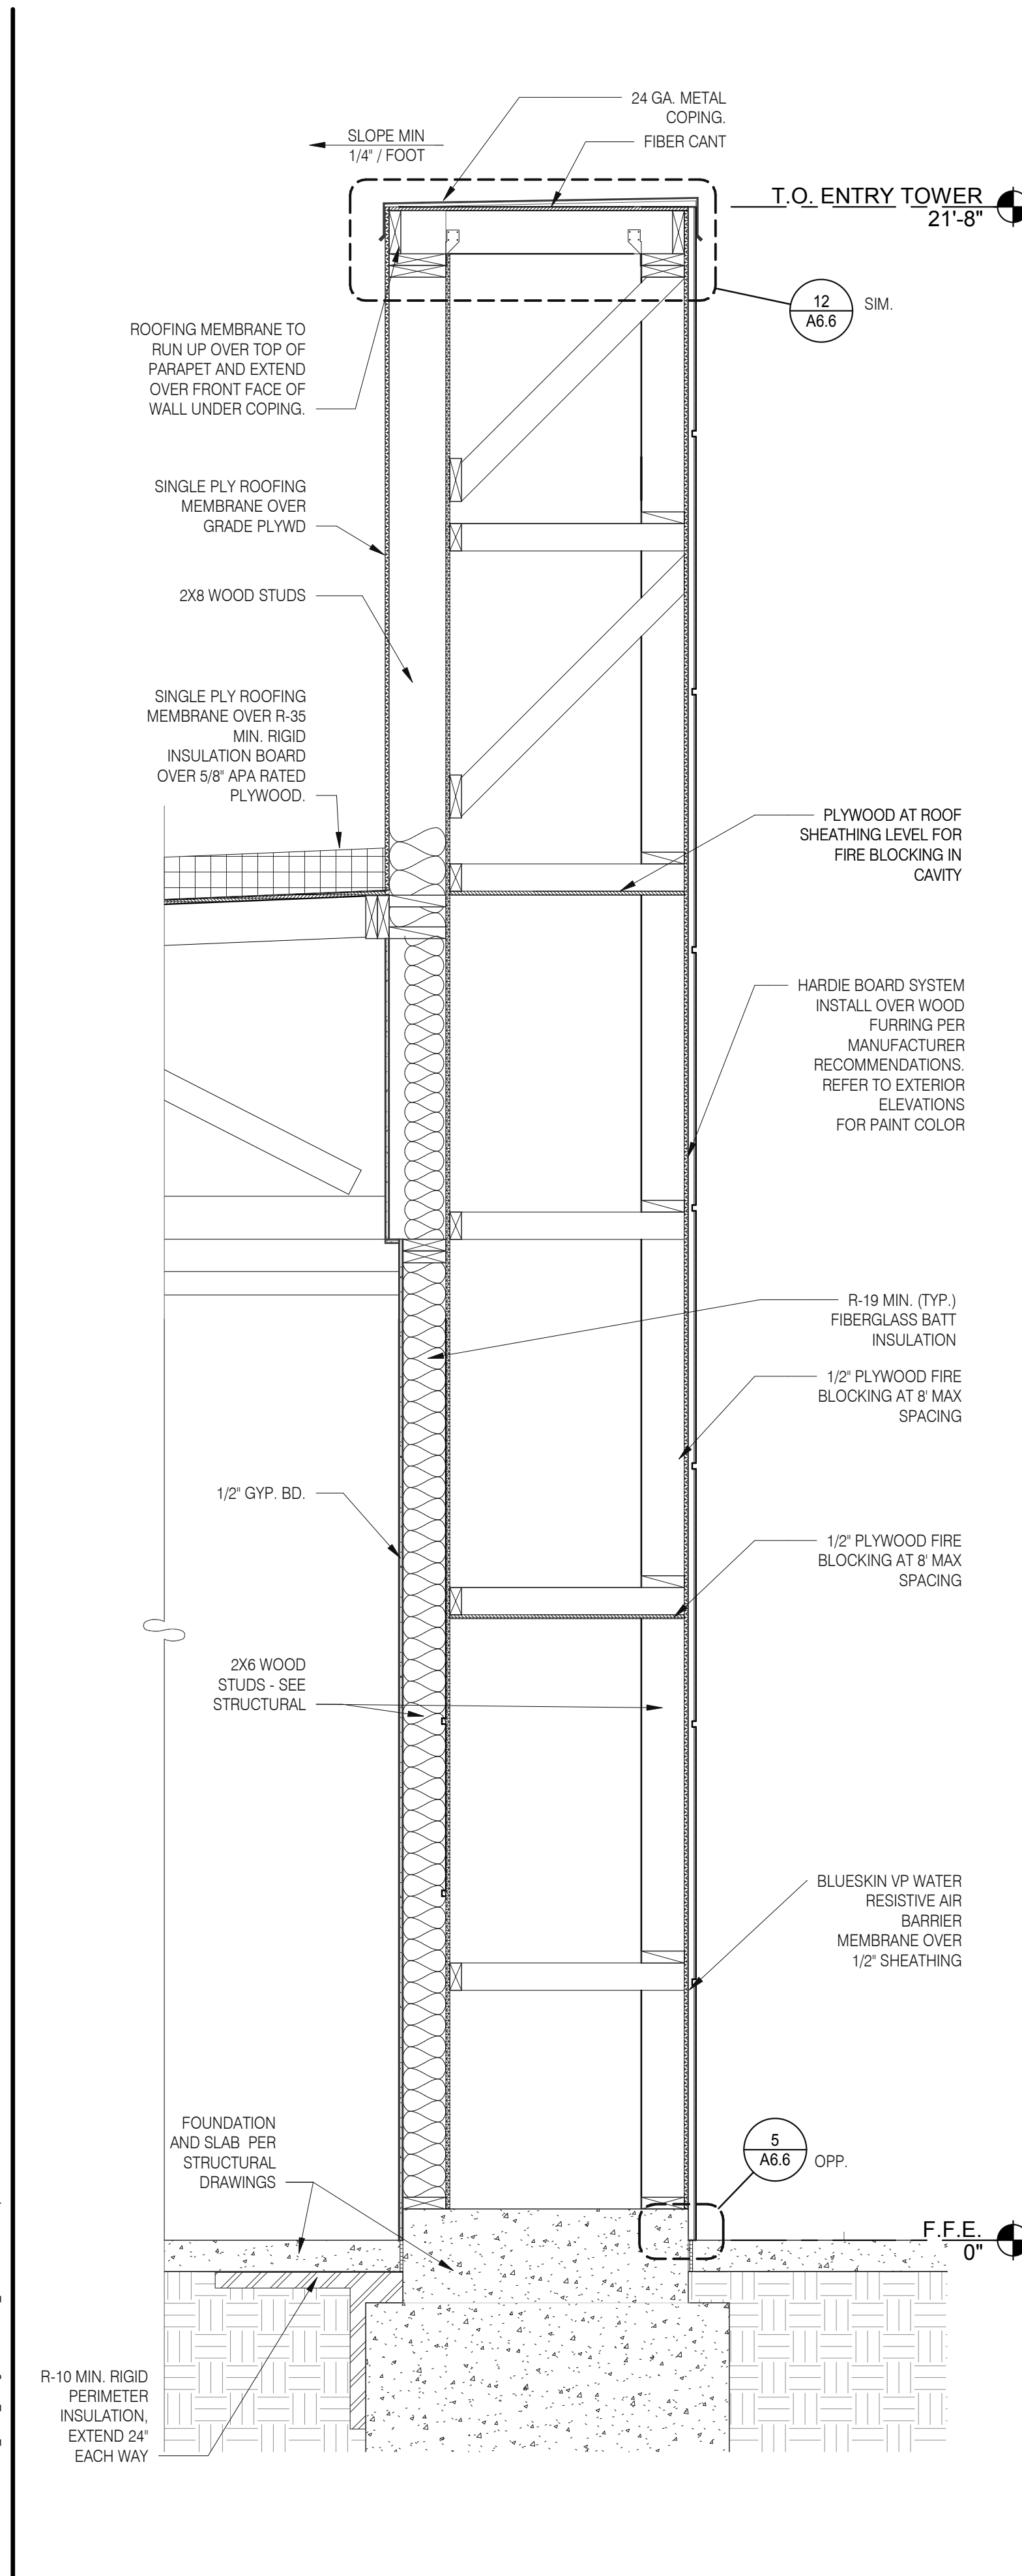 24 GA. METAL
COPING.
FIBER CANT
SLOPE MIN
1/4" / FOOT
T.O. ENTRY TOWER
21'-8"
12
A6.6
SIM.
ROOFING MEMBRANE TO
RUN UP OVER TOP OF
PARAPET AND EXTEND
OVER FRONT FACE OF
WALL UNDER COPING.
SINGLE PLY ROOFING
MEMBRANE OVER
GRADE PLYWD
2X8 WOOD STUDS
SINGLE PLY ROOFING
MEMBRANE OVER R-35
MIN. RIGID
INSULATION BOARD
OVER 5/8" APA RATED
PLYWOOD.
PLYWOOD AT ROOF
SHEATHING LEVEL FOR
FIRE BLOCKING IN
CAVITY
HARDIE BOARD SYSTEM
INSTALL OVER WOOD
FURRING PER
MANUFACTURER
RECOMMENDATIONS.
REFER TO EXTERIOR
ELEVATIONS
FOR PAINT COLOR
R-19 MIN. (TYP.)
FIBERGLASS BATT
INSULATION
1/2" PLYWOOD FIRE
BLOCKING AT 8' MAX
SPACING
1/2" GYP. BD.
1/2" PLYWOOD FIRE
BLOCKING AT 8' MAX
SPACING
2X6 WOOD
STUDS - SEE
STRUCTURAL
BLUESKIN VP WATER
RESISTIVE AIR
BARRIER
MEMBRANE OVER
1/2" SHEATHING
FOUNDATION
AND SLAB PER
STRUCTURAL
DRAWINGS
5
A6.6
OPP.
F.F.E.
0"
R-10 MIN. RIGID
PERIMETER
INSULATION,
EXTEND 24"
EACH WAY